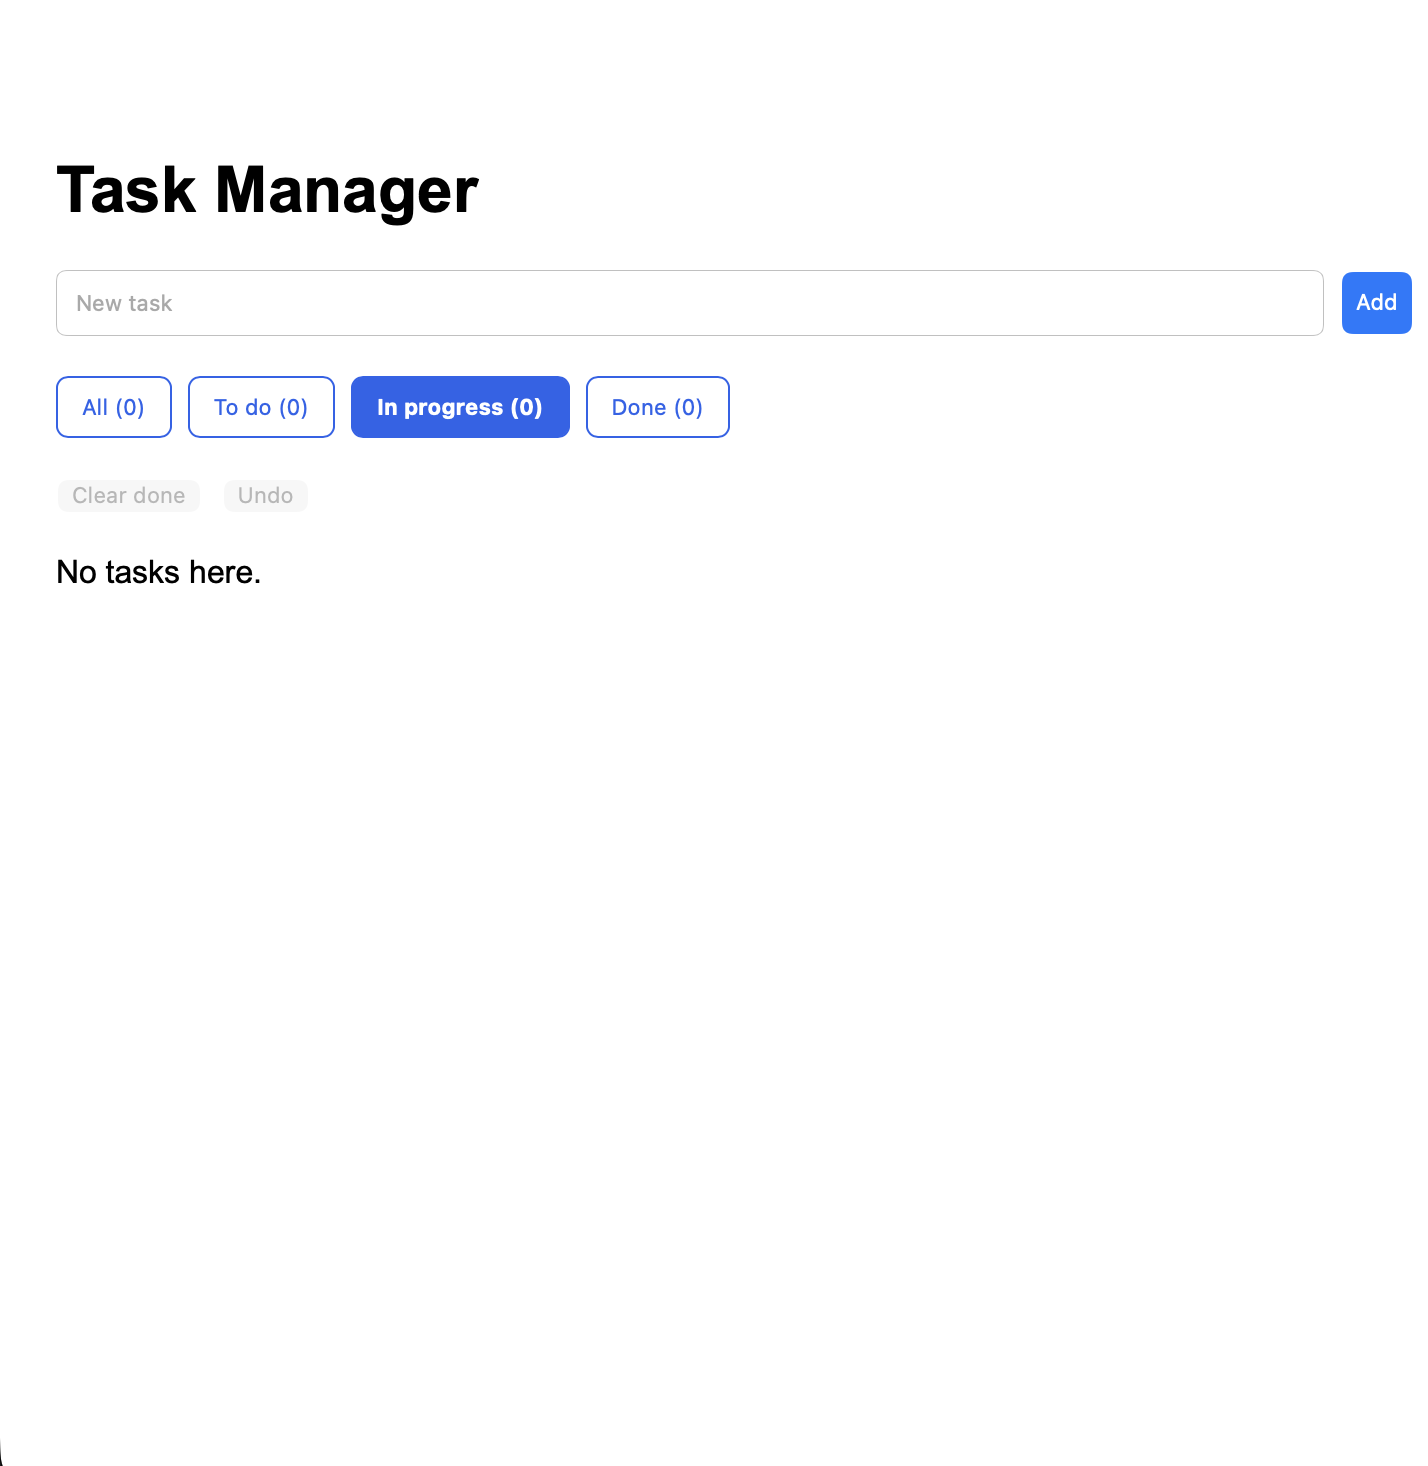 Task Manager
New task
Add
All (0) To do (0) In progress (0) Done (0)
Clear done Undo
No tasks here.